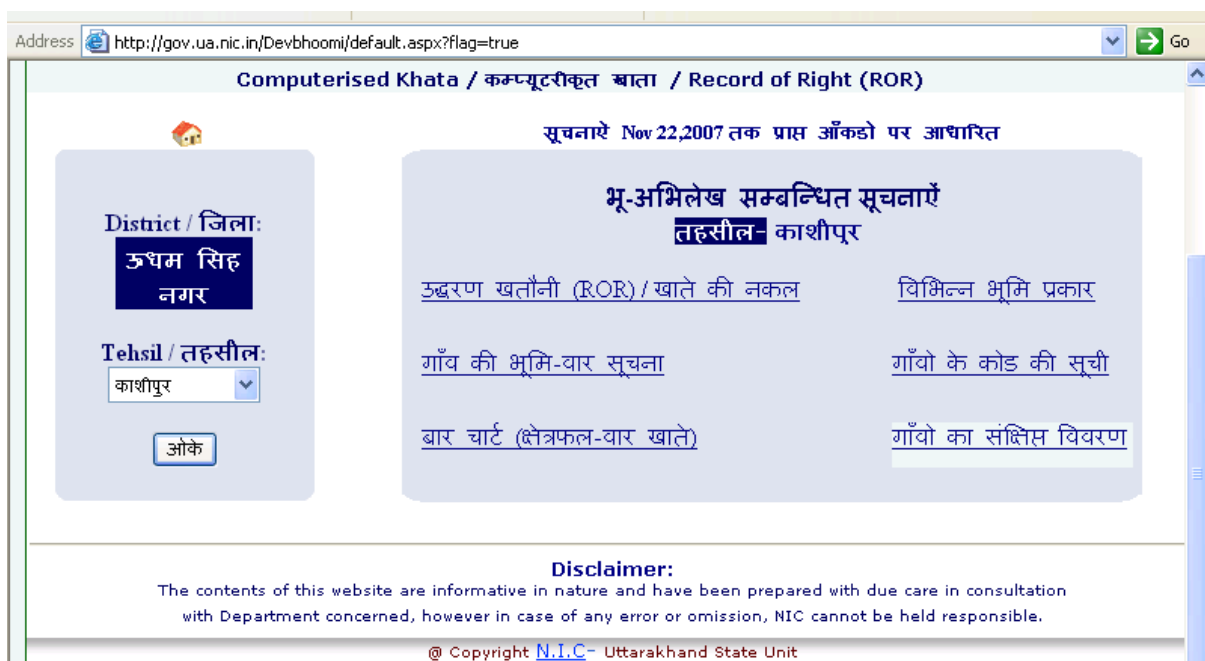 Address http://gov.ua.nic.in/Devbhoomi/default.aspx?flag=true Go
Computerised Khata / कम्प्यूटरीकृत खाता / Record of Right (ROR)
सूचनाऐं Nov 22,2007 तक प्राप्त आँकडो पर आधारित
District / जिला:
ऊधम सिह
नगर
Tehsil / तहसील:
काशीपुर
ओके
भू-अभिलेख सम्बन्धित सूचनाऐं
तहसील- काशीपुर
उद्धरण खतौनी (ROR) / खाते की नकल
विभिन्न भूमि प्रकार
गाँव की भूमि-वार सूचना
गाँवो के कोड की सूची
बार चार्ट (क्षेत्रफल-वार खाते)
गाँवो का संक्षिप्त विवरण
Disclaimer:
The contents of this website are informative in nature and have been prepared with due care in consultation
with Department concerned, however in case of any error or omission, NIC cannot be held responsible.
@ Copyright N.I.C- Uttarakhand State Unit